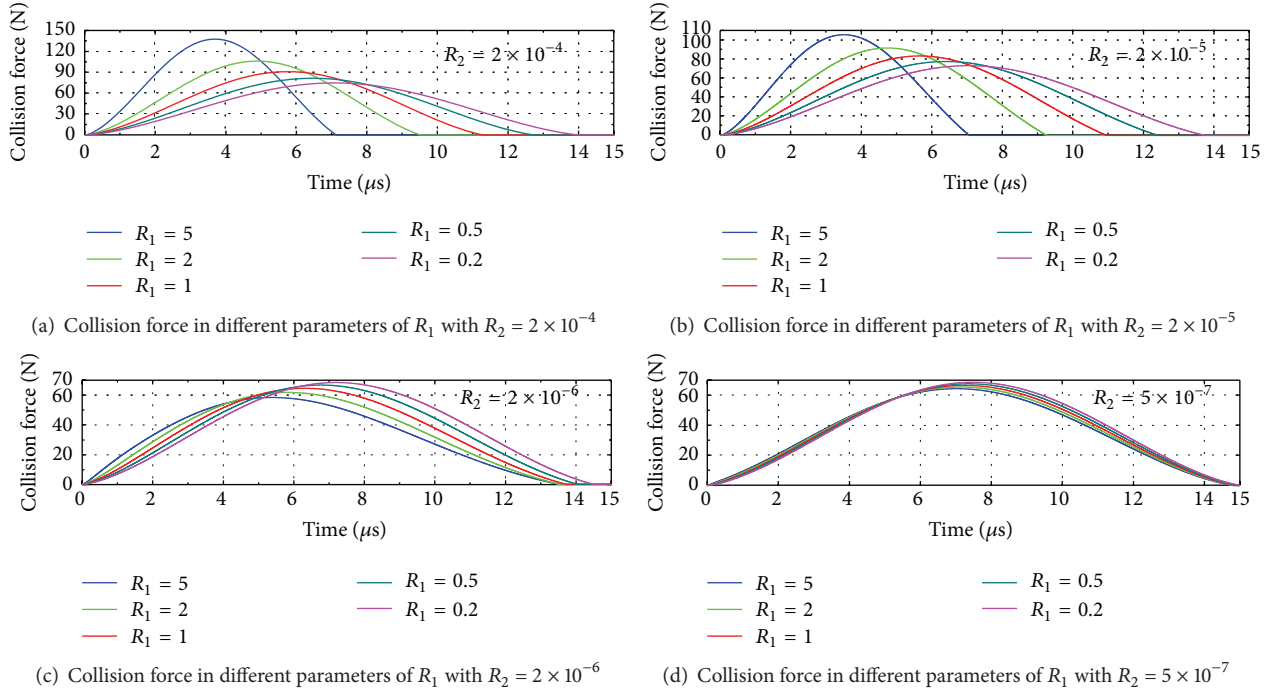 Collision force (N)
150
120
90
60
30
0
R₂ = 2 × 10⁻⁴
0 2 4 6 8 10 12 14 15
Time (μs)
R₁ = 5
R₁ = 2
R₁ = 1
R₁ = 0.5
R₁ = 0.2
(a) Collision force in different parameters of R₁ with R₂ = 2 × 10⁻⁴
Collision force (N)
110
100
80
60
40
20
0
R₂ = 2 × 10⁻⁵
0 2 4 6 8 10 12 14 15
Time (μs)
R₁ = 5
R₁ = 2
R₁ = 1
R₁ = 0.5
R₁ = 0.2
(b) Collision force in different parameters of R₁ with R₂ = 2 × 10⁻⁵
Collision force (N)
70
60
40
20
0
R₂ = 2 × 10⁻⁶
0 2 4 6 8 10 12 14 15
Time (μs)
R₁ = 5
R₁ = 2
R₁ = 1
R₁ = 0.5
R₁ = 0.2
(c) Collision force in different parameters of R₁ with R₂ = 2 × 10⁻⁶
Collision force (N)
70
60
40
20
0
R₂ = 5 × 10⁻⁷
0 2 4 6 8 10 12 14 15
Time (μs)
R₁ = 5
R₁ = 2
R₁ = 1
R₁ = 0.5
R₁ = 0.2
(d) Collision force in different parameters of R₁ with R₂ = 5 × 10⁻⁷